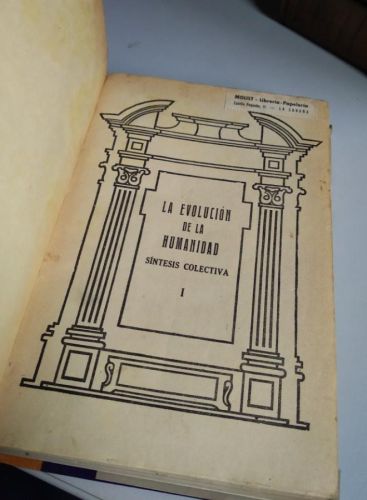 MOLIST - Librería - Papelería
LA EVOLUCIÓN
DE LA
HUMANIDAD
SÍNTESIS COLECTIVA
I